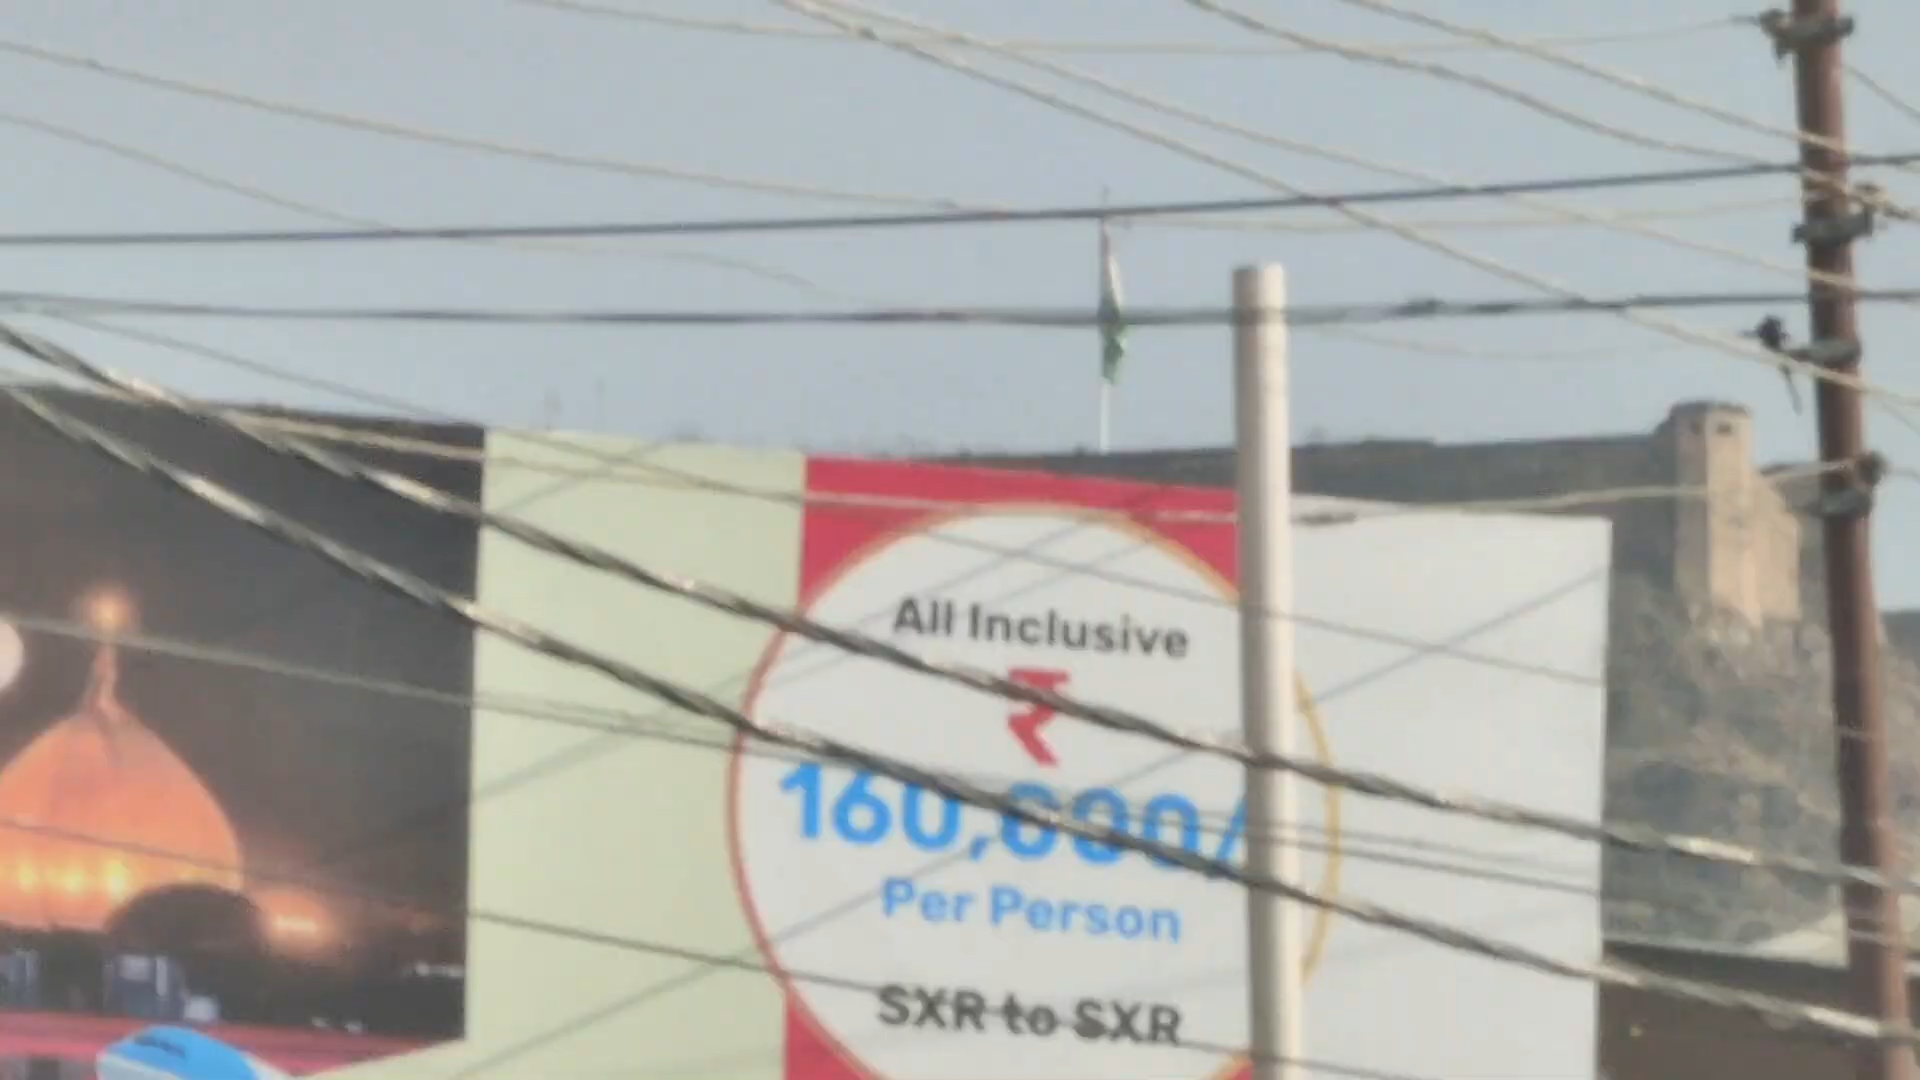 All Inclusive
₹
160,000/
Per Person
SXR to SXR